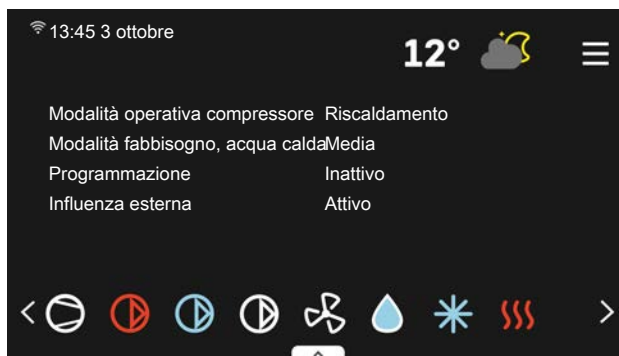 13:45 3 ottobre
12°
Modalità operativa compressore Riscaldamento
Modalità fabbisogno, acqua calda Media
Programmazione Inattivo
Influenza esterna Attivo